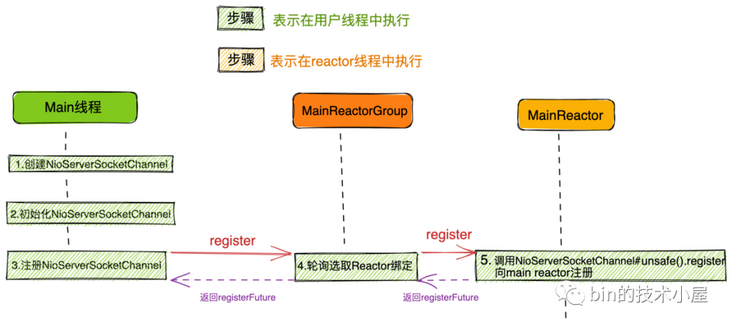 步骤 表示在用户线程中执行
步骤 表示在reactor线程中执行
Main线程
MainReactorGroup
MainReactor
1.创建NioServerSocketChannel
2.初始化NioServerSocketChannel
3.注册NioServerSocketChannel
register
4.轮询选取Reactor绑定
register
5. 调用NioServerSocketChannel#unsafe().register
向main reactor注册
返回registerFuture
返回registerFuture
bin的技术小屋